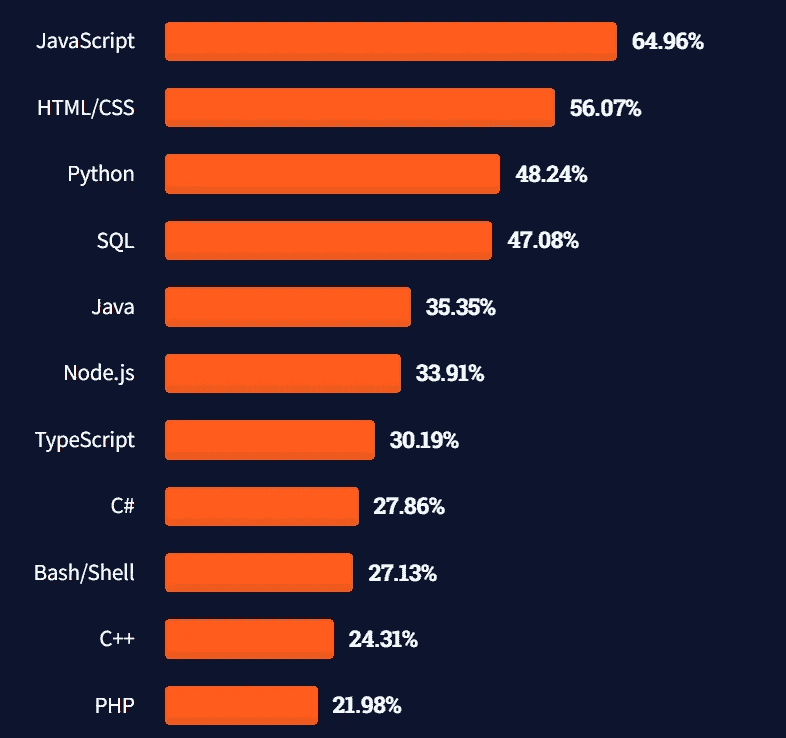 JavaScript 64.96%
HTML/CSS 56.07%
Python 48.24%
SQL 47.08%
Java 35.35%
Node.js 33.91%
TypeScript 30.19%
C# 27.86%
Bash/Shell 27.13%
C++ 24.31%
PHP 21.98%